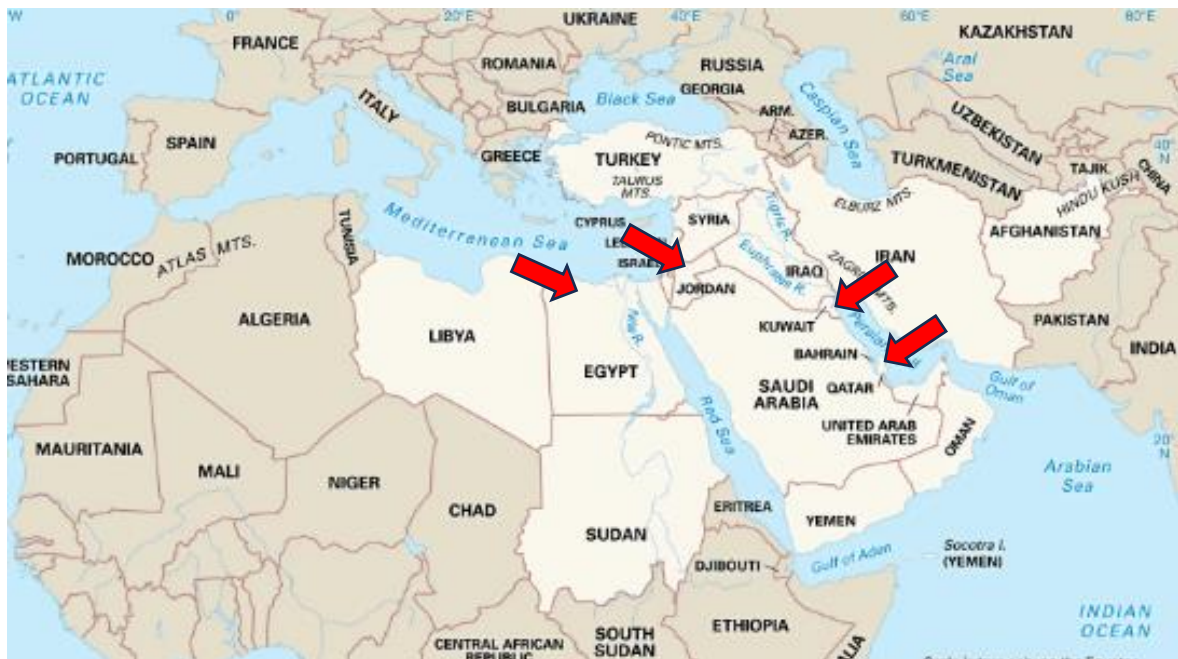 W
0°
20°E
UKRAINE
40°E
60°E
80°E
FRANCE
KAZAKHSTAN
ATLANTIC
OCEAN
ROMANIA
RUSSIA
Aral
Sea
ITALY
BULGARIA
Black Sea
GEORGIA
Caspian Sea
ARM.
AZER.
UZBEKISTAN
SPAIN
PORTUGAL
GREECE
TURKEY
PONTIC MTS.
TAURUS
MTS.
TURKMENISTAN
TAJIK.
CHINA
40°
N
ELBURZ MTS.
HINDU KUSH
TUNISIA
Mediterranean Sea
CYPRUS
SYRIA
Tigris R.
AFGHANISTAN
MOROCCO
ATLAS MTS.
ISRAEL
Euphrates R.
IRAQ
IRAN
MTS.
JORDAN
ALGERIA
LIBYA
Nile R.
KUWAIT
Persian
PAKISTAN
INDIA
WESTERN
SAHARA
EGYPT
BAHRAIN
SAUDI
ARABIA
QATAR
Gulf of
Oman
Red Sea
UNITED ARAB
EMIRATES
OMAN
20°
N
MAURITANIA
MALI
NIGER
CHAD
Arabian
Sea
SUDAN
ERITREA
YEMEN
DJIBOUTI
Gulf of Aden
Socotra I.
(YEMEN)
CENTRAL AFRICAN
REPUBLIC
SOUTH
SUDAN
ETHIOPIA
INDIAN
OCEAN